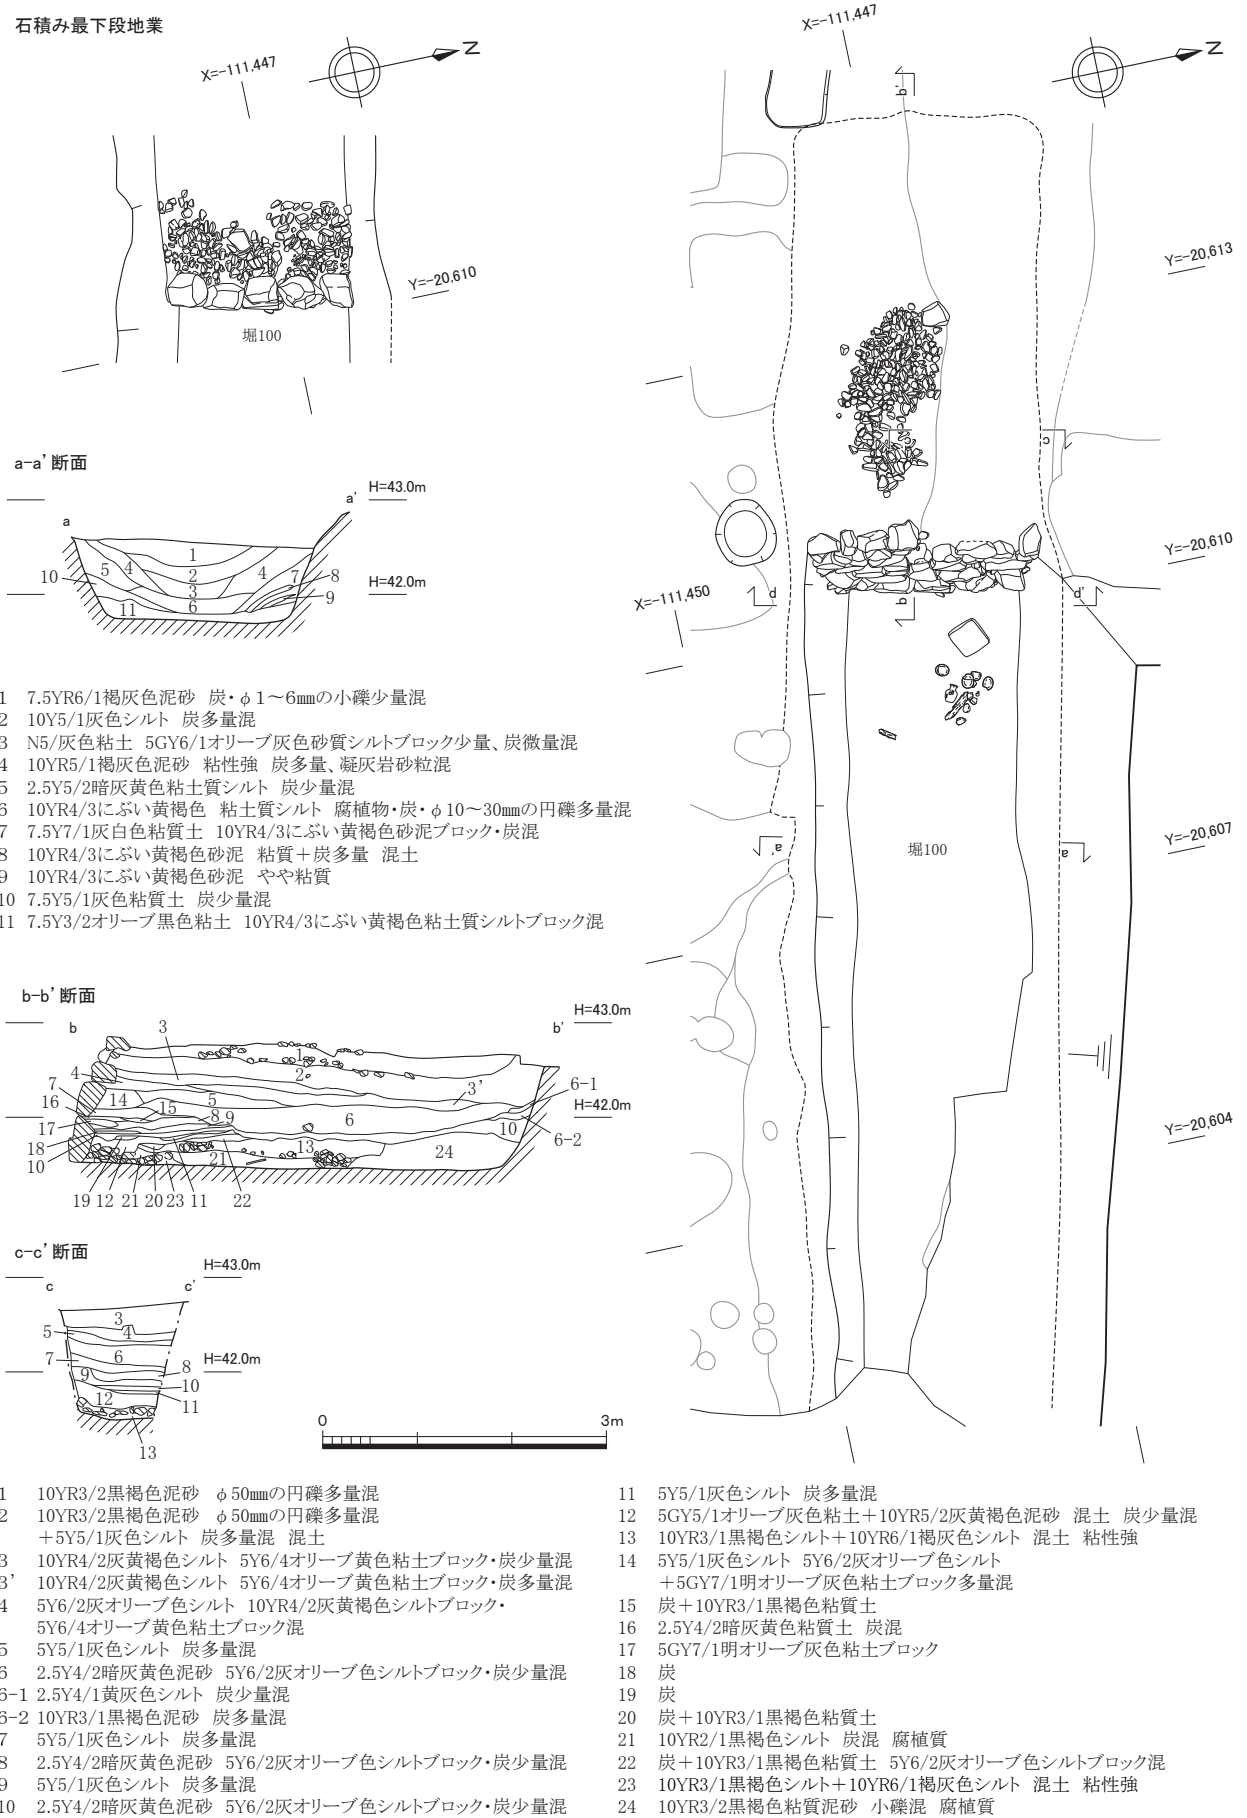 石積み最下段地業
X=-111,447
N
Y=-20,610
堀100
a-a' 断面
H=43.0m
a
a'
1
5
4
10
2
4
7
8
3
H=42.0m
9
11
6
1 7.5YR6/1褐灰色泥砂 炭・φ1～6㎜の小礫少量混
2 10Y5/1灰色シルト 炭多量混
3 N5/灰色粘土 5GY6/1オリーブ灰色砂質シルトブロック少量、炭微量混
4 10YR5/1褐灰色泥砂 粘性強 炭多量、凝灰岩砂粒混
5 2.5Y5/2暗灰黄色粘土質シルト 炭少量混
6 10YR4/3にぶい黄褐色 粘土質シルト 腐植物・炭・φ10～30㎜の円礫多量混
7 7.5Y7/1灰白色粘質土 10YR4/3にぶい黄褐色砂泥ブロック・炭混
8 10YR4/3にぶい黄褐色砂泥 粘質＋炭多量 混土
9 10YR4/3にぶい黄褐色砂泥 やや粘質
10 7.5Y5/1灰色粘質土 炭少量混
11 7.5Y3/2オリーブ黒色粘土 10YR4/3にぶい黄褐色粘土質シルトブロック混
b-b' 断面
H=43.0m
b
b'
3
1
2
4
3'
7
14
5
6-1
16
15
8
9
6
H=42.0m
17
10
6-2
18
13
24
10
21
19 12 21 20 23 11 22
c-c' 断面
H=43.0m
c
c'
3
5
4
7
6
H=42.0m
8
9
10
12
11
13
0
3m
X=-111,447
N
b'
Y=-20,613
c'
c
Y=-20,610
X=-111,450
d
b
d'
a'
堀100
a
Y=-20,607
Y=-20,604
1 10YR3/2黒褐色泥砂 φ50㎜の円礫多量混
2 10YR3/2黒褐色泥砂 φ50㎜の円礫多量混
＋5Y5/1灰色シルト 炭多量混 混土
3 10YR4/2灰黄褐色シルト 5Y6/4オリーブ黄色粘土ブロック・炭少量混
3' 10YR4/2灰黄褐色シルト 5Y6/4オリーブ黄色粘土ブロック・炭多量混
4 5Y6/2灰オリーブ色シルト 10YR4/2灰黄褐色シルトブロック・
5Y6/4オリーブ黄色粘土ブロック混
5 5Y5/1灰色シルト 炭多量混
6 2.5Y4/2暗灰黄色泥砂 5Y6/2灰オリーブ色シルトブロック・炭少量混
6-1 2.5Y4/1黄灰色シルト 炭少量混
6-2 10YR3/1黒褐色泥砂 炭多量混
7 5Y5/1灰色シルト 炭多量混
8 2.5Y4/2暗灰黄色泥砂 5Y6/2灰オリーブ色シルトブロック・炭少量混
9 5Y5/1灰色シルト 炭多量混
10 2.5Y4/2暗灰黄色泥砂 5Y6/2灰オリーブ色シルトブロック・炭少量混
11 5Y5/1灰色シルト 炭多量混
12 5GY5/1オリーブ灰色粘土＋10YR5/2灰黄褐色泥砂 混土 炭少量混
13 10YR3/1黒褐色シルト＋10YR6/1褐灰色シルト 混土 粘性強
14 5Y5/1灰色シルト 5Y6/2灰オリーブ色シルト
＋5GY7/1明オリーブ灰色粘土ブロック多量混
15 炭＋10YR3/1黒褐色粘質土
16 2.5Y4/2暗灰黄色粘質土 炭混
17 5GY7/1明オリーブ灰色粘土ブロック
18 炭
19 炭
20 炭＋10YR3/1黒褐色粘質土
21 10YR2/1黒褐色シルト 炭混 腐植質
22 炭＋10YR3/1黒褐色粘質土 5Y6/2灰オリーブ色シルトブロック混
23 10YR3/1黒褐色シルト＋10YR6/1褐灰色シルト 混土 粘性強
24 10YR3/2黒褐色粘質泥砂 小礫混 腐植質